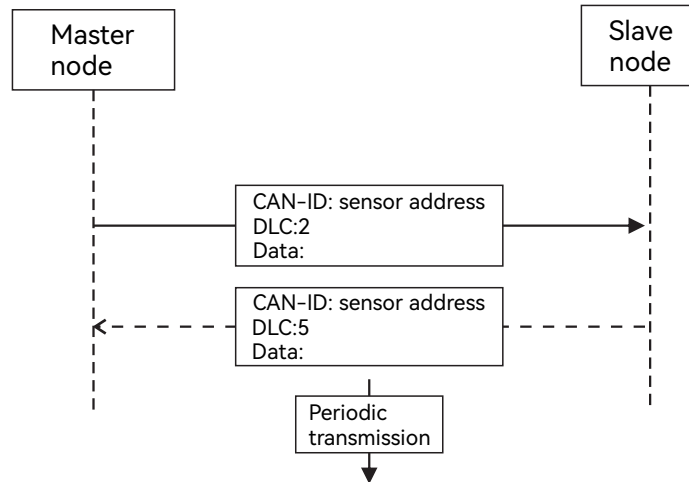 Master
node
Slave
node
CAN-ID: sensor address
DLC:2
Data:
CAN-ID: sensor address
DLC:5
Data:
Periodic
transmission